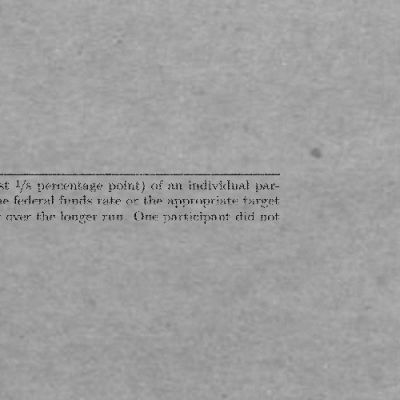 st 1/8 percentage point) of an individual par-
e federal funds rate or the appropriate target
over the longer run. One participant did not